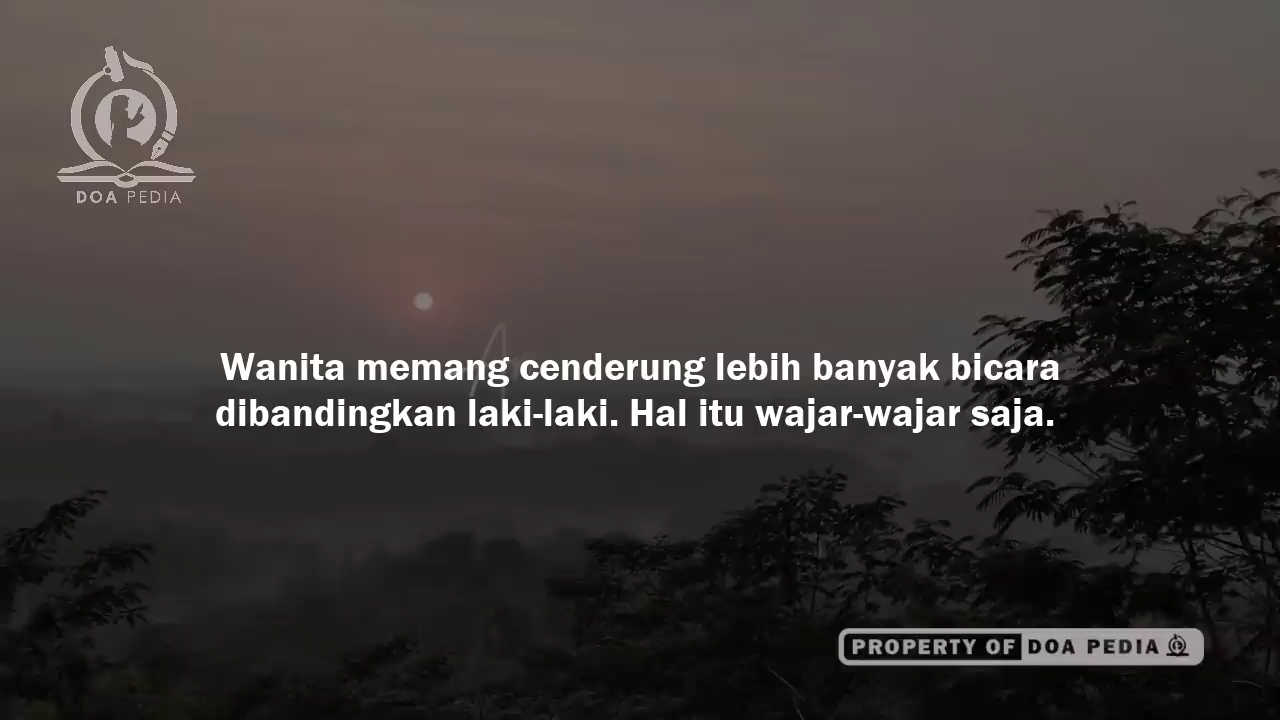 DOA PEDIA
Wanita memang cenderung lebih banyak bicara
dibandingkan laki-laki. Hal itu wajar-wajar saja.
PROPERTY OF DOA PEDIA